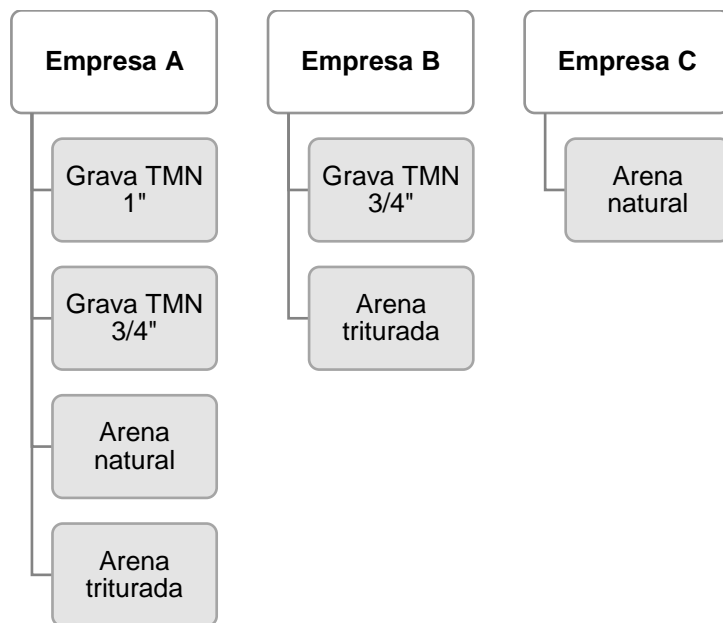 Empresa A
Grava TMN
1"
Grava TMN
3/4"
Arena
natural
Arena
triturada
Empresa B
Grava TMN
3/4"
Arena
triturada
Empresa C
Arena
natural